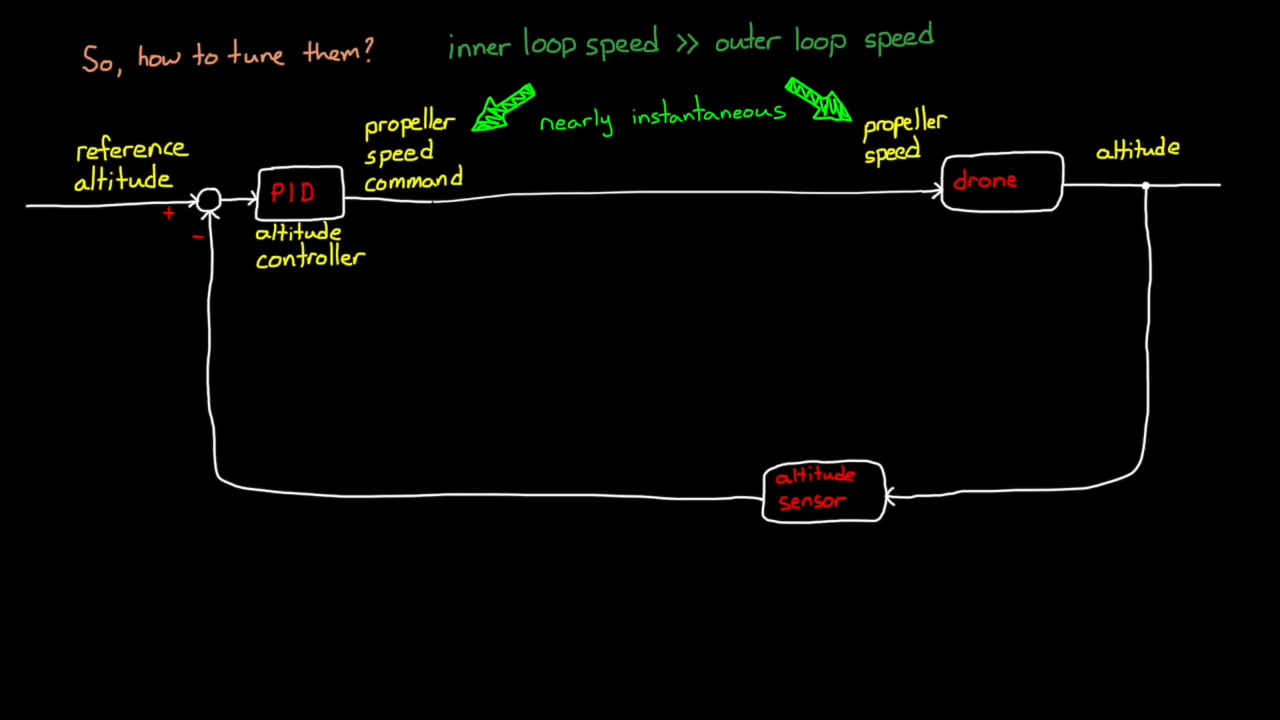 So, how to tune them?
inner loop speed >> outer loop speed
nearly instantaneous
reference
altitude
+
-
PID
altitude
controller
propeller
speed
command
propeller
speed
drone
altitude
altitude
sensor